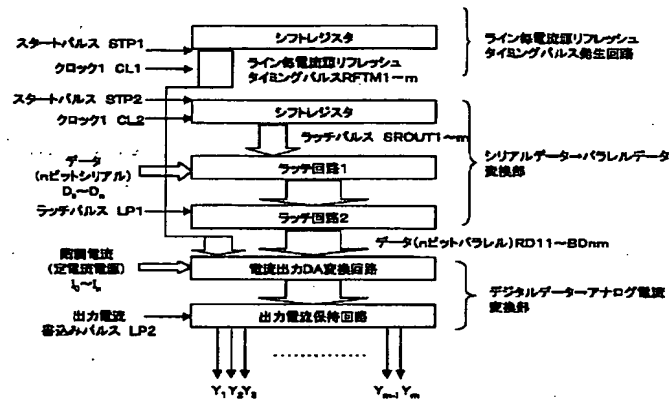 シフトレジスタ
スタートパルス STP1
クロック1 CL1
ライン毎電流源リフレッシュ
タイミングパルスRFTM1~m
ライン毎電流源リフレッシュ
タイミングパルス発生回路
スタートパルス STP2
シフトレジスタ
クロック1 CL2
ラッチパルス SROUT1~m
データ
(nビットシリアル)
D₀~Dₙ
ラッチ回路1
シリアルデータ→パラレルデータ
変換部
ラッチパルス LP1
ラッチ回路2
データ(nビットパラレル)RD11~BDnm
階調電流
(定電流電源)
I₀~Iₙ
電流出力DA変換回路
デジタルデータ→アナログ電流
変換部
出力電流
書込みパルス LP2
出力電流保持回路
Y₁ Y₂ Y₃
Yₘ₋₁ Yₘ